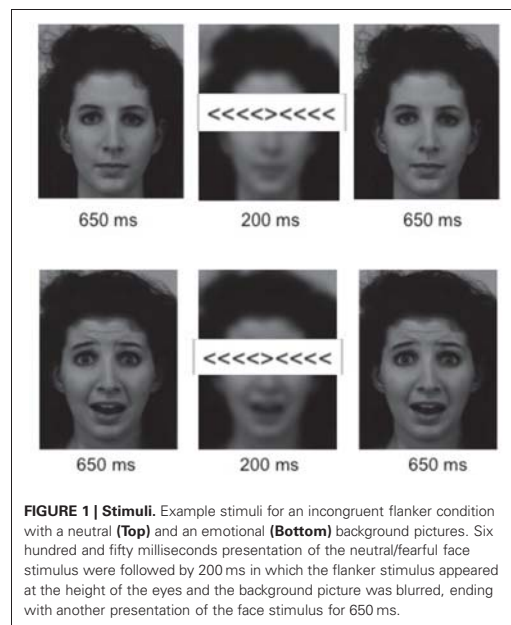 <<<<><<<<
650 ms 200 ms 650 ms
<<<<><<<<
650 ms 200 ms 650 ms
FIGURE 1 | Stimuli. Example stimuli for an incongruent flanker condition
with a neutral (Top) and an emotional (Bottom) background pictures. Six
hundred and fifty milliseconds presentation of the neutral/fearful face
stimulus were followed by 200 ms in which the flanker stimulus appeared
at the height of the eyes and the background picture was blurred, ending
with another presentation of the face stimulus for 650 ms.